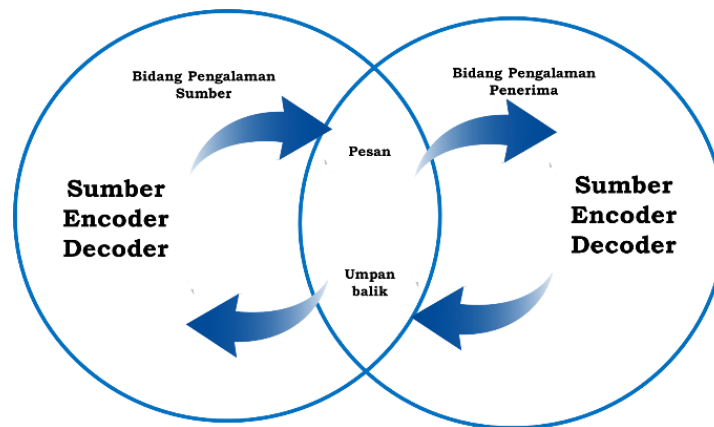 Bidang Pengalaman
Sumber
Bidang Pengalaman
Penerima
Pesan
Sumber
Encoder
Decoder
Sumber
Encoder
Decoder
Umpan
balik